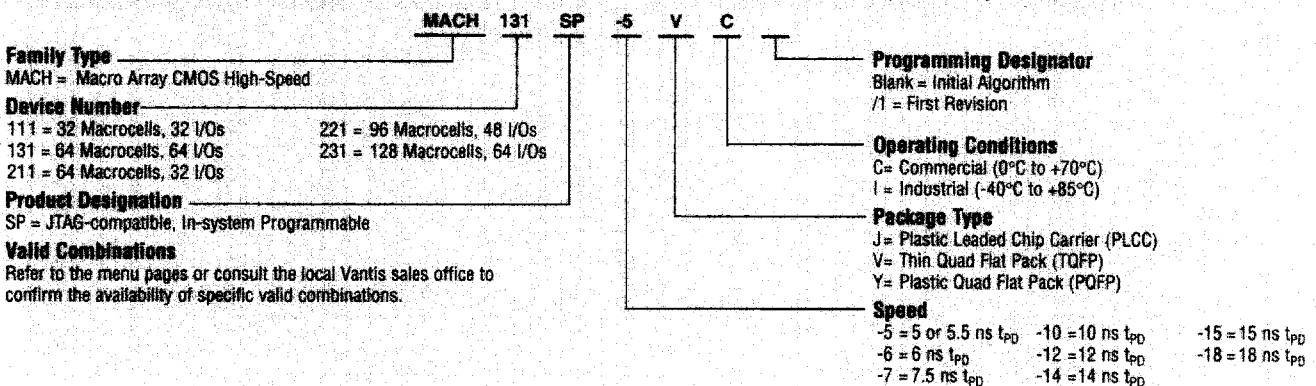 MACH 131 SP -5 V C
Family Type
MACH = Macro Array CMOS High-Speed
Device Number
111 = 32 Macrocells, 32 I/Os
131 = 64 Macrocells, 64 I/Os
211 = 64 Macrocells, 32 I/Os
221 = 96 Macrocells, 48 I/Os
231 = 128 Macrocells, 64 I/Os
Product Designation
SP = JTAG-compatible, In-system Programmable
Valid Combinations
Refer to the menu pages or consult the local Vantis sales office to
confirm the availability of specific valid combinations.
Programming Designator
Blank = Initial Algorithm
/1 = First Revision
Operating Conditions
C= Commercial (0°C to +70°C)
I = Industrial (-40°C to +85°C)
Package Type
J= Plastic Leaded Chip Carrier (PLCC)
V= Thin Quad Flat Pack (TQFP)
Y= Plastic Quad Flat Pack (PQFP)
Speed
-5 = 5 or 5.5 ns tPD -10 =10 ns tPD -15 = 15 ns tPD
-6 = 6 ns tPD -12 =12 ns tPD -18 = 18 ns tPD
-7 = 7.5 ns tPD -14 =14 ns tPD